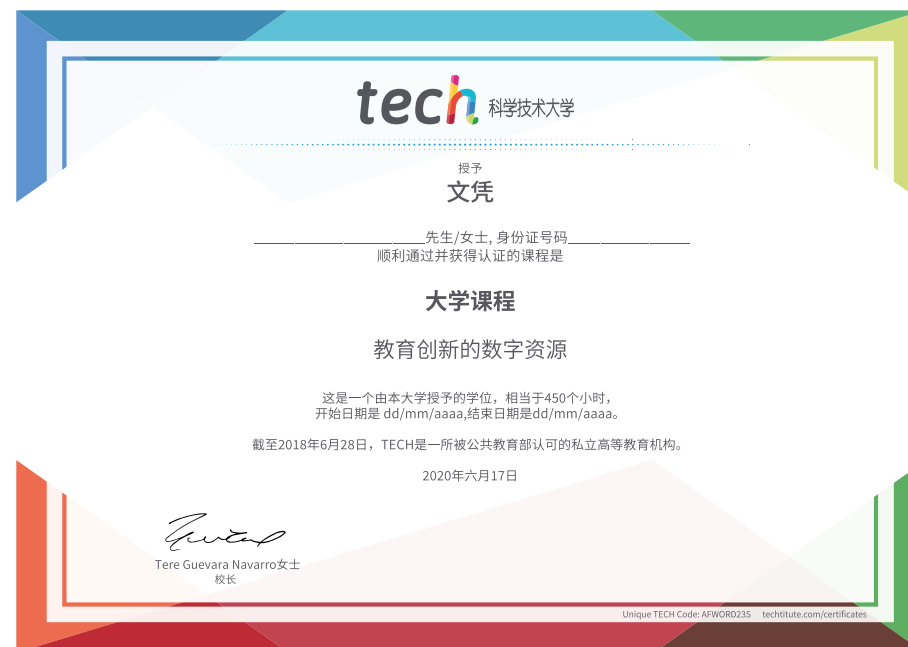 tech 科学技术大学
授予
文凭
先生/女士, 身份证号码
顺利通过并获得认证的课程是
大学课程
教育创新的数字资源
这是一个由本大学授予的学位，相当于450个小时，
开始日期是 dd/mm/aaaa,结束日期是dd/mm/aaaa。
截至2018年6月28日，TECH是一所被公共教育部认可的私立高等教育机构。
2020年六月17日
Tere Guevara Navarro女士
校长
Unique TECH Code: AFWORD23S techtitute.com/certificates